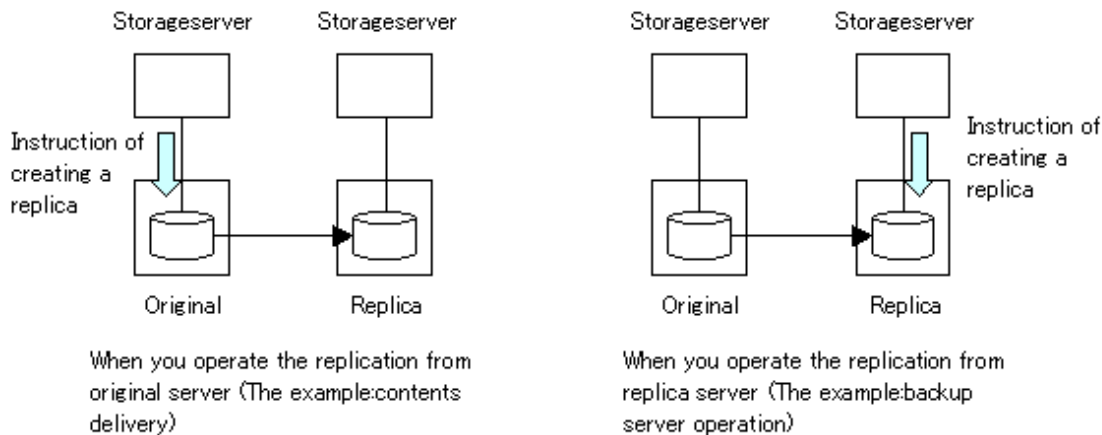 Storageserver
Storageserver
Instruction of
creating a
replica
Original
Replica
When you operate the replication from
original server (The example:contents
delivery)
Storageserver
Storageserver
Instruction of
creating a
replica
Original
Replica
When you operate the replication from
replica server (The example:backup
server operation)